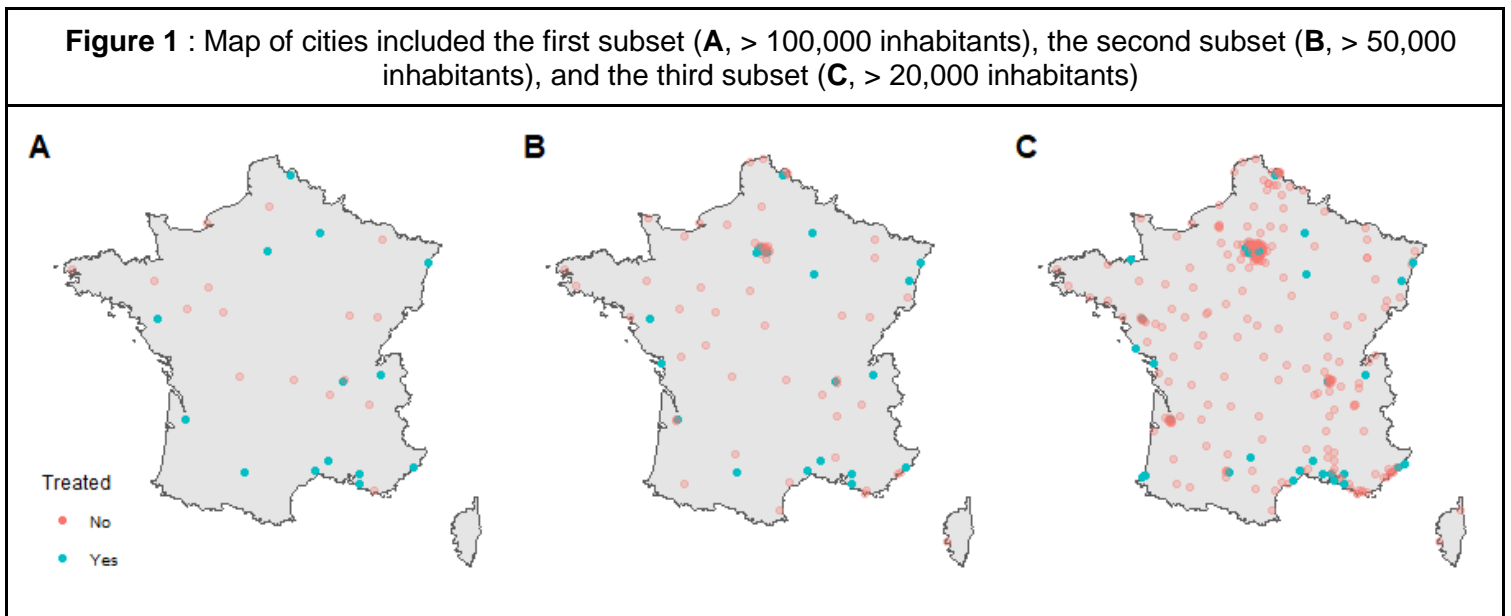 Figure 1 : Map of cities included the first subset (A, > 100,000 inhabitants), the second subset (B, > 50,000
inhabitants), and the third subset (C, > 20,000 inhabitants)
A
B
C
Treated
No
Yes